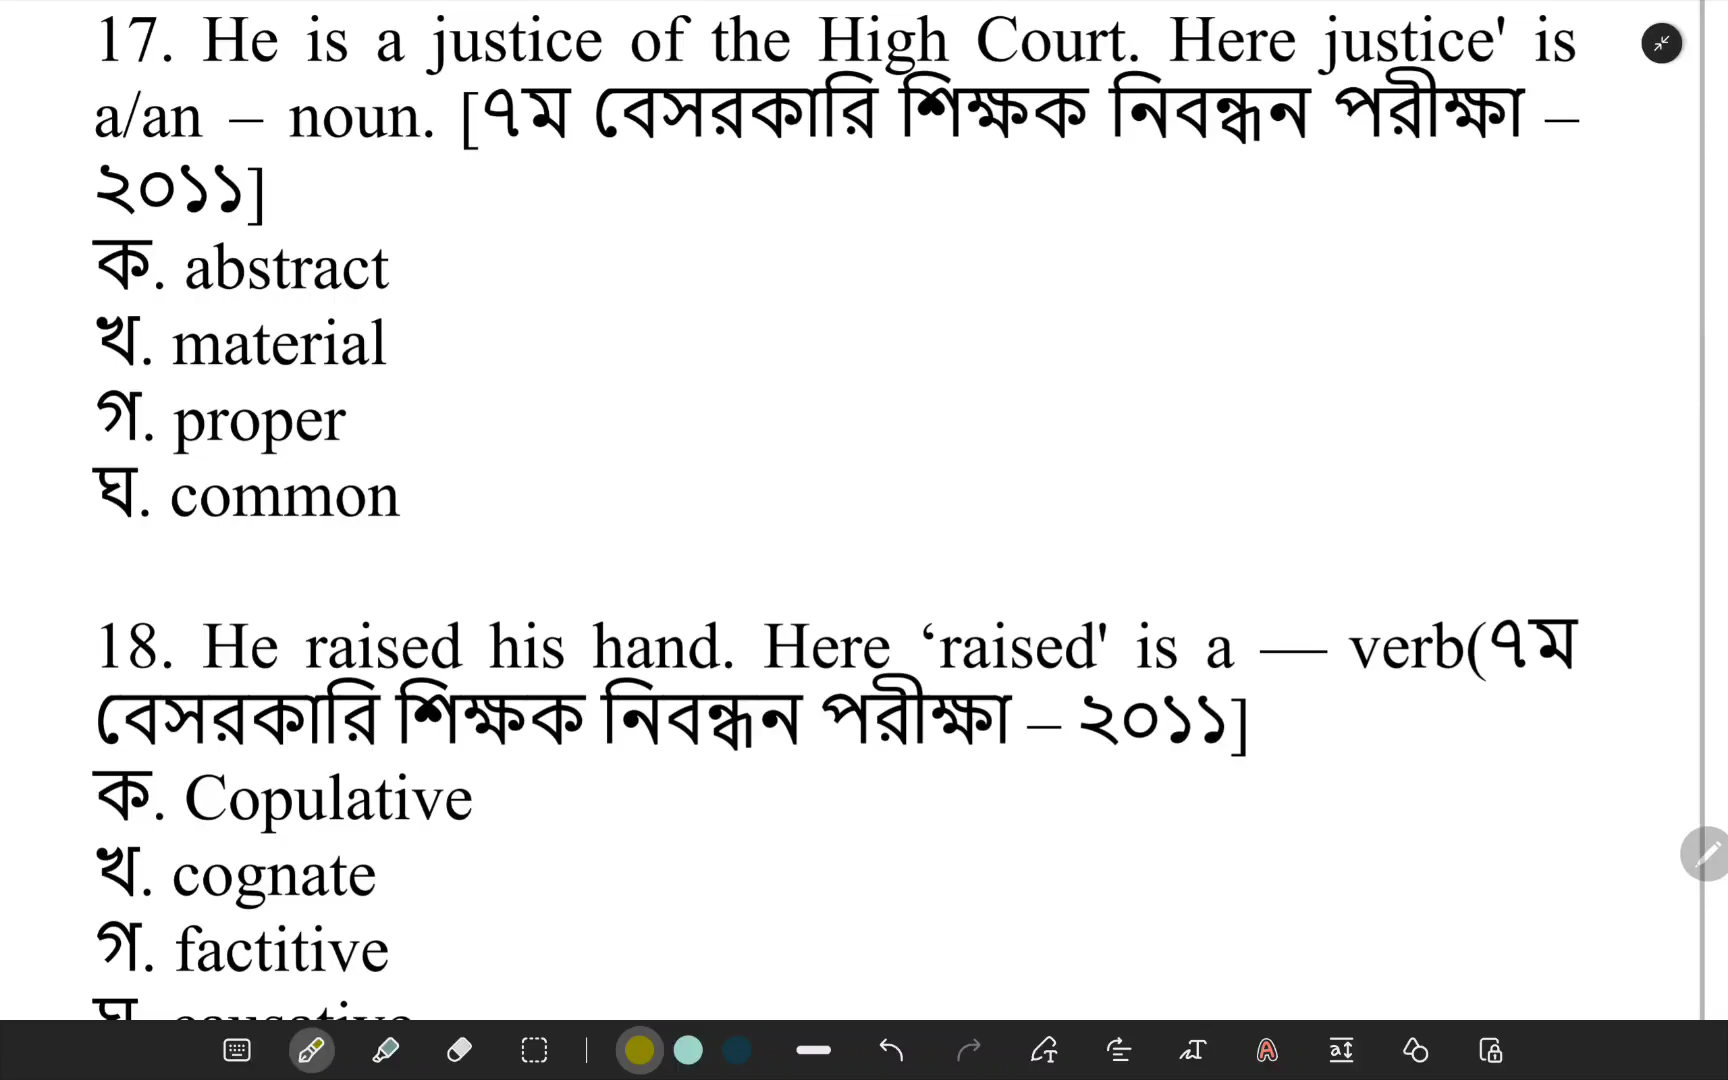 17. He is a justice of the High Court. Here justice' is
a/an – noun. [৭ম বেসরকারি শিক্ষক নিবন্ধন পরীক্ষা –
২০১১]
ক. abstract
খ. material
গ. proper
ঘ. common
18. He raised his hand. Here ‘raised' is a — verb(৭ম
বেসরকারি শিক্ষক নিবন্ধন পরীক্ষা – ২০১১]
ক. Copulative
খ. cognate
গ. factitive
ঘ. causative